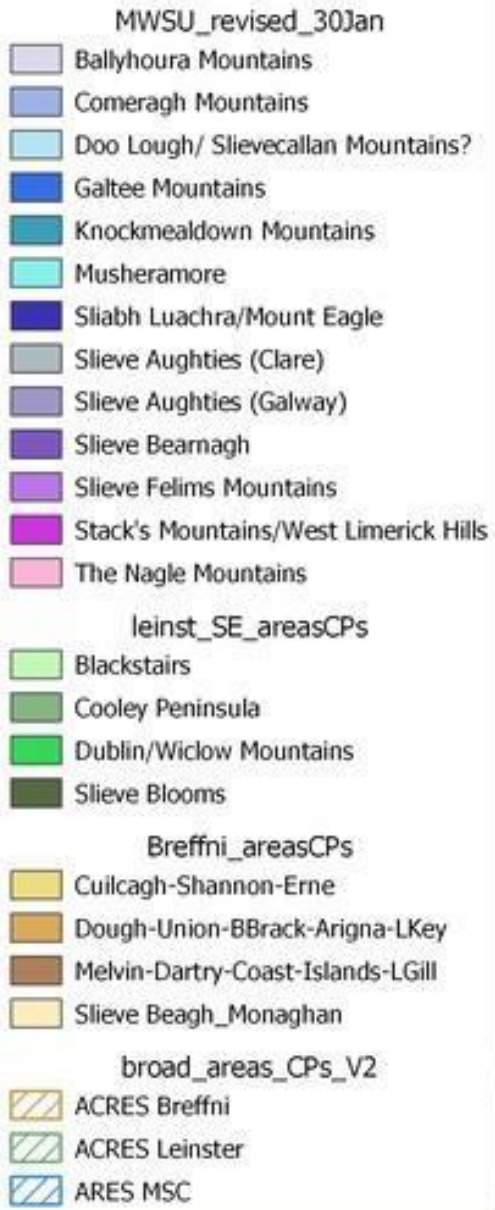 MWSU_revised_30Jan
Ballyhoura Mountains
Comeragh Mountains
Doo Lough/ Slievecallan Mountains?
Galtee Mountains
Knockmealdown Mountains
Musheramore
Sliabh Luachra/Mount Eagle
Slieve Aughties (Clare)
Slieve Aughties (Galway)
Slieve Bearnagh
Slieve Felims Mountains
Stack's Mountains/West Limerick Hills
The Nagle Mountains
leinst_SE_areasCPs
Blackstairs
Cooley Peninsula
Dublin/Wiclow Mountains
Slieve Blooms
Breffni_areasCPs
Cuilcagh-Shannon-Erne
Dough-Union-BBrack-Arigna-LKey
Melvin-Dartry-Coast-Islands-LGill
Slieve Beagh_Monaghan
broad_areas_CPs_V2
ACRES Breffni
ACRES Leinster
ARES MSC